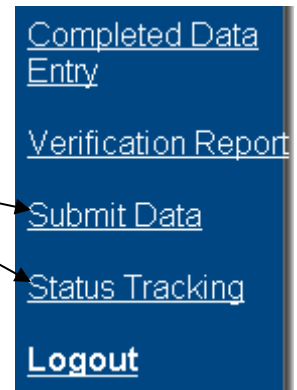 Completed Data
Entry
Verification Report
Submit Data
Status Tracking
Logout